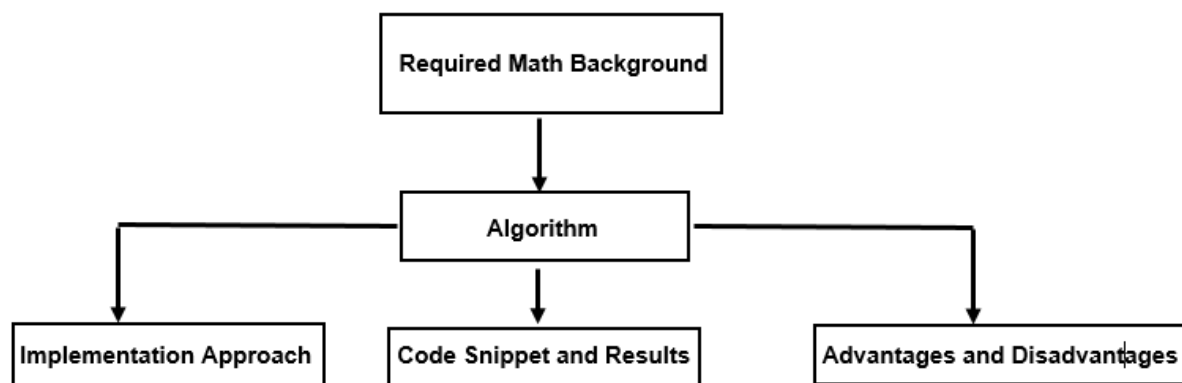 Required Math Background
Algorithm
Implementation Approach
Code Snippet and Results
Advantages and Disadvantages